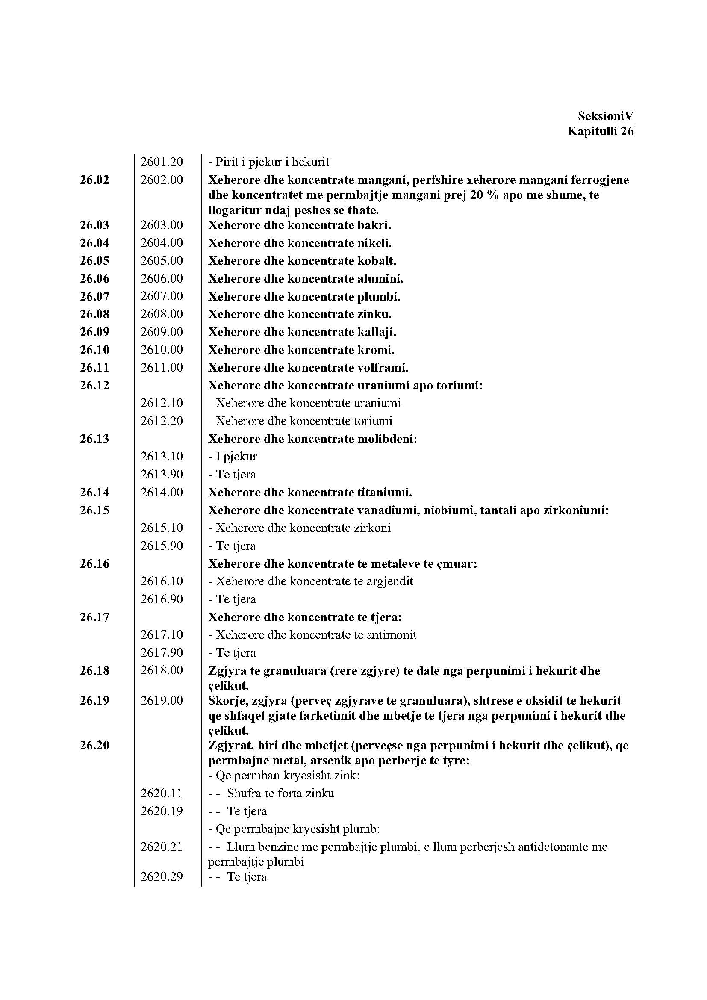 SeksioniV
Kapitulli 26
2601.20 - Pirit i pjekur i hekurit
26.02 2602.00 Xeherore dhe koncentrate mangani, perfshire xeherore mangani ferrogjene
dhe koncentratet me permbajtje mangani prej 20 % apo me shume, te
llogaritur ndaj peshes se thate.
26.03 2603.00 Xeherore dhe koncentrate bakri.
26.04 2604.00 Xeherore dhe koncentrate nikeli.
26.05 2605.00 Xeherore dhe koncentrate kobalt.
26.06 2606.00 Xeherore dhe koncentrate alumini.
26.07 2607.00 Xeherore dhe koncentrate plumbi.
26.08 2608.00 Xeherore dhe koncentrate zinku.
26.09 2609.00 Xeherore dhe koncentrate kallaji.
26.10 2610.00 Xeherore dhe koncentrate kromi.
26.11 2611.00 Xeherore dhe koncentrate volframi.
26.12 Xeherore dhe koncentrate uraniumi apo toriumi:
2612.10 - Xeherore dhe koncentrate uraniumi
2612.20 - Xeherore dhe koncentrate toriumi
26.13 Xeherore dhe koncentrate molibdeni:
2613.10 - I pjekur
2613.90 - Te tjera
26.14 2614.00 Xeherore dhe koncentrate titaniumi.
26.15 Xeherore dhe koncentrate vanadiumi, niobiumi, tantali apo zirkoniumi:
2615.10 - Xeherore dhe koncentrate zirkoni
2615.90 - Te tjera
26.16 Xeherore dhe koncentrate te metaleve te çmuar:
2616.10 - Xeherore dhe koncentrate te argjendit
2616.90 - Te tjera
26.17 Xeherore dhe koncentrate te tjera:
2617.10 - Xeherore dhe koncentrate te antimonit
2617.90 - Te tjera
26.18 2618.00 Zgjyra te granuluara (rere zgjyre) te dale nga perpunimi i hekurit dhe
çelikut.
26.19 2619.00 Skorje, zgjyra (perveç zgjyrave te granuluara), shtrese e oksidit te hekurit
qe shfaqet gjate farketimit dhe mbetje te tjera nga perpunimi i hekurit dhe
çelikut.
26.20 Zgjyrat, hiri dhe mbetjet (perveçse nga perpunimi i hekurit dhe çelikut), qe
permbajne metal, arsenik apo perberje te tyre:
- Qe permban kryesisht zink:
2620.11 - - Shufra te forta zinku
2620.19 - - Te tjera
- Qe permbajne kryesisht plumb:
2620.21 - - Llum benzine me permbajtje plumbi, e llum perberjesh antidetonante me
permbajtje plumbi
2620.29 - - Te tjera